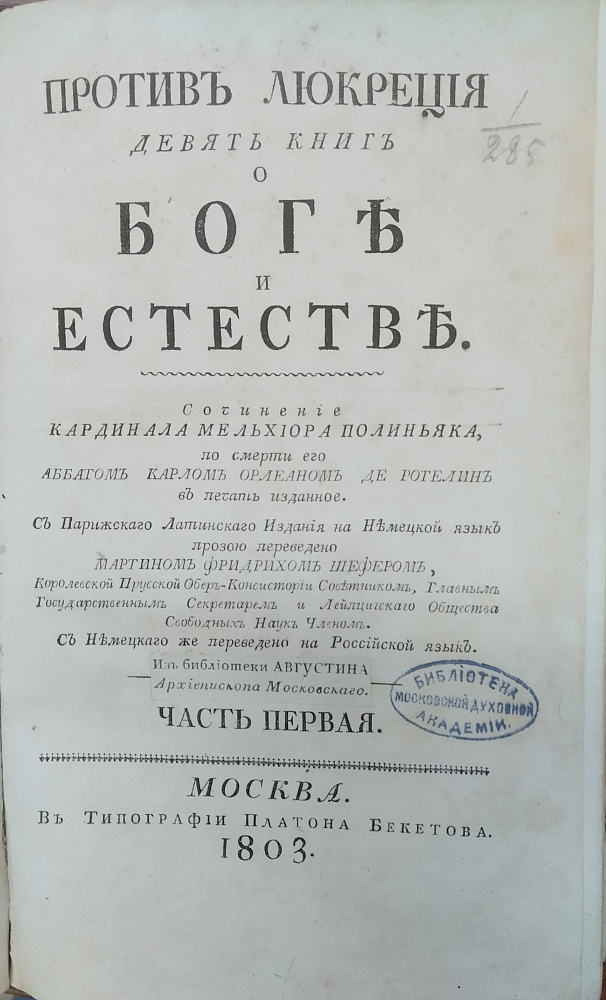 ПРОТИВЪ ЛЮКРЕЦІЯ
ДЕВЯТЬ КНИГЪ
О
БОГѢ
И
ЕСТЕСТВѢ.
1
285
Сочиненіе
КАРДИНАЛА МЕЛЬХІОРА ПОЛИНЬЯКА,
по смерти его
АББАТОМЪ КАРЛОМЪ ОРЛЕАНОМЪ ДЕ РОТЕЛИНЪ
въ печать изданное.
Съ Парижскаго Латинскаго Изданія на Нѣмецкой языкъ
прозою переведено
МАРТИНОМЪ ФРИДРИХОМЪ ШЕФЕРОМЪ,
Королевской Прусской Оберъ-Консисторіи Совѣтникомъ, Главнымъ
Государственнымъ Секретаремъ и Лейпцигскаго Общества
Свободныхъ Наукъ Членомъ.
Съ Нѣмецкаго же переведено на Россійской языкъ.
Изъ библіотеки АВГУСТИНА
Архіепископа Московскаго.
БИБЛІОТЕКА
МОСКОВСКОЙ ДУХОВНОЙ
АКАДЕМІИ.
ЧАСТЬ ПЕРВАЯ.
МОСКВА.
Въ Типографіи Платона Бекетова.
1803.